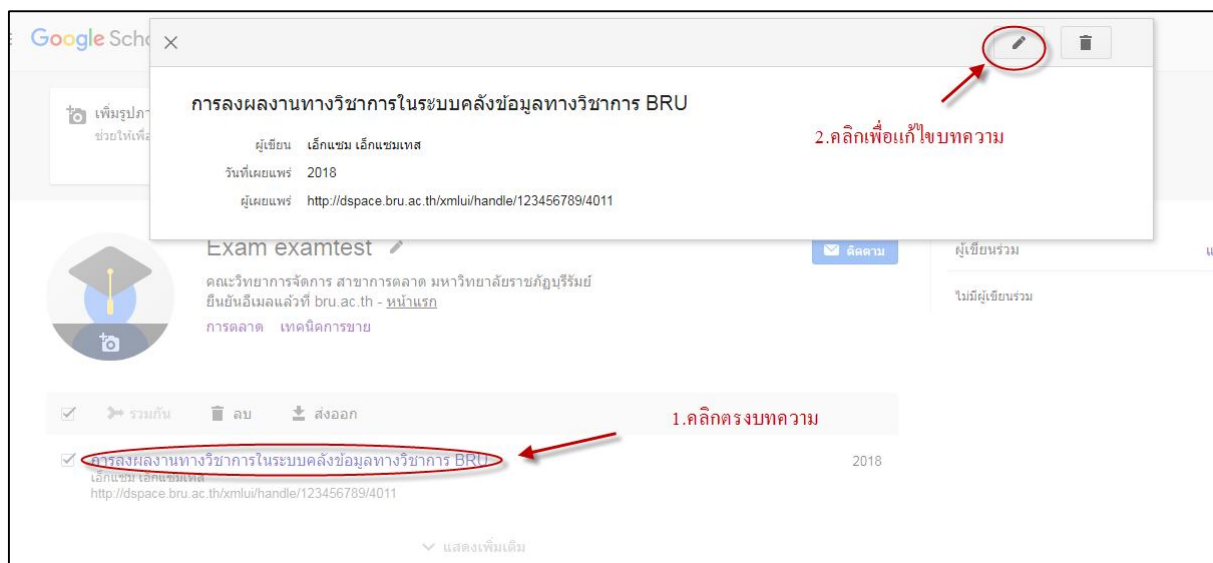 Google Scho
การลงผลงานทางวิชาการในระบบคลังข้อมูลทางวิชาการ BRU
ผู้เขียน เอ็กแซม เอ็กแซมเทส
วันที่เผยแพร่ 2018
ผู้เผยแพร่ http://dspace.bru.ac.th/xmlui/handle/123456789/4011
2.คลิกเพื่อแก้ไขบทความ
เพิ่มรูปภา
ช่วยให้เพื่อ
Exam examtest
คณะวิทยาการจัดการ สาขาการตลาด มหาวิทยาลัยราชภัฏบุรีรัมย์
ยืนยันอีเมลแล้วที่ bru.ac.th - หน้าแรก
การตลาด เทคนิคการขาย
ติดตาม
ผู้เขียนร่วม แ
ไม่มีผู้เขียนร่วม
รวมกัน ลบ ส่งออก
1.คลิกตรงบทความ
การลงผลงานทางวิชาการในระบบคลังข้อมูลทางวิชาการ BRU 2018
เอ็กแซม เอ็กแซมเทส
http://dspace.bru.ac.th/xmlui/handle/123456789/4011
แสดงเพิ่มเติม